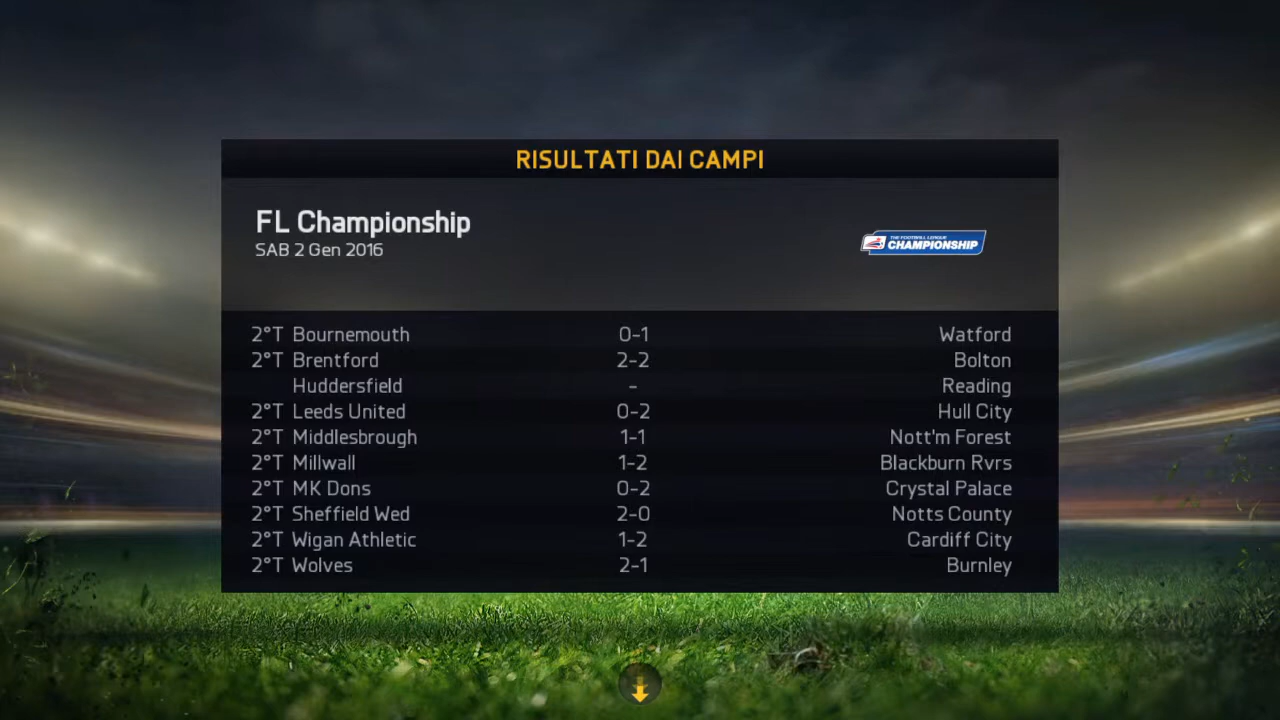 RISULTATI DAI CAMPI
FL Championship
SAB 2 Gen 2016
THE FOOTBALL LEAGUE
CHAMPIONSHIP
2°T Bournemouth 0-1 Watford
2°T Brentford 2-2 Bolton
Huddersfield - Reading
2°T Leeds United 0-2 Hull City
2°T Middlesbrough 1-1 Nott'm Forest
2°T Millwall 1-2 Blackburn Rvrs
2°T MK Dons 0-2 Crystal Palace
2°T Sheffield Wed 2-0 Notts County
2°T Wigan Athletic 1-2 Cardiff City
2°T Wolves 2-1 Burnley